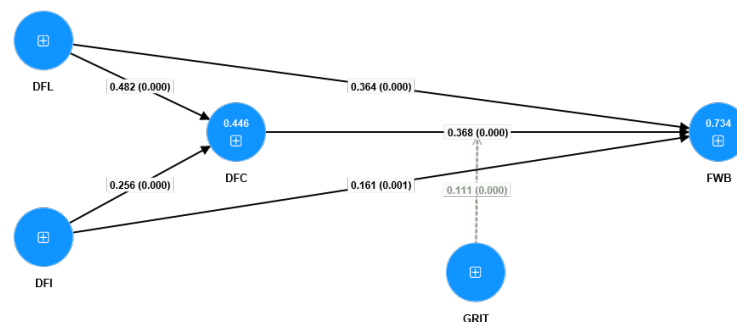 DFL
0.482 (0.000)
0.364 (0.000)
0.446
DFC
0.368 (0.000)
0.734
FWB
0.256 (0.000)
0.161 (0.001)
0.111 (0.000)
DFI
GRIT